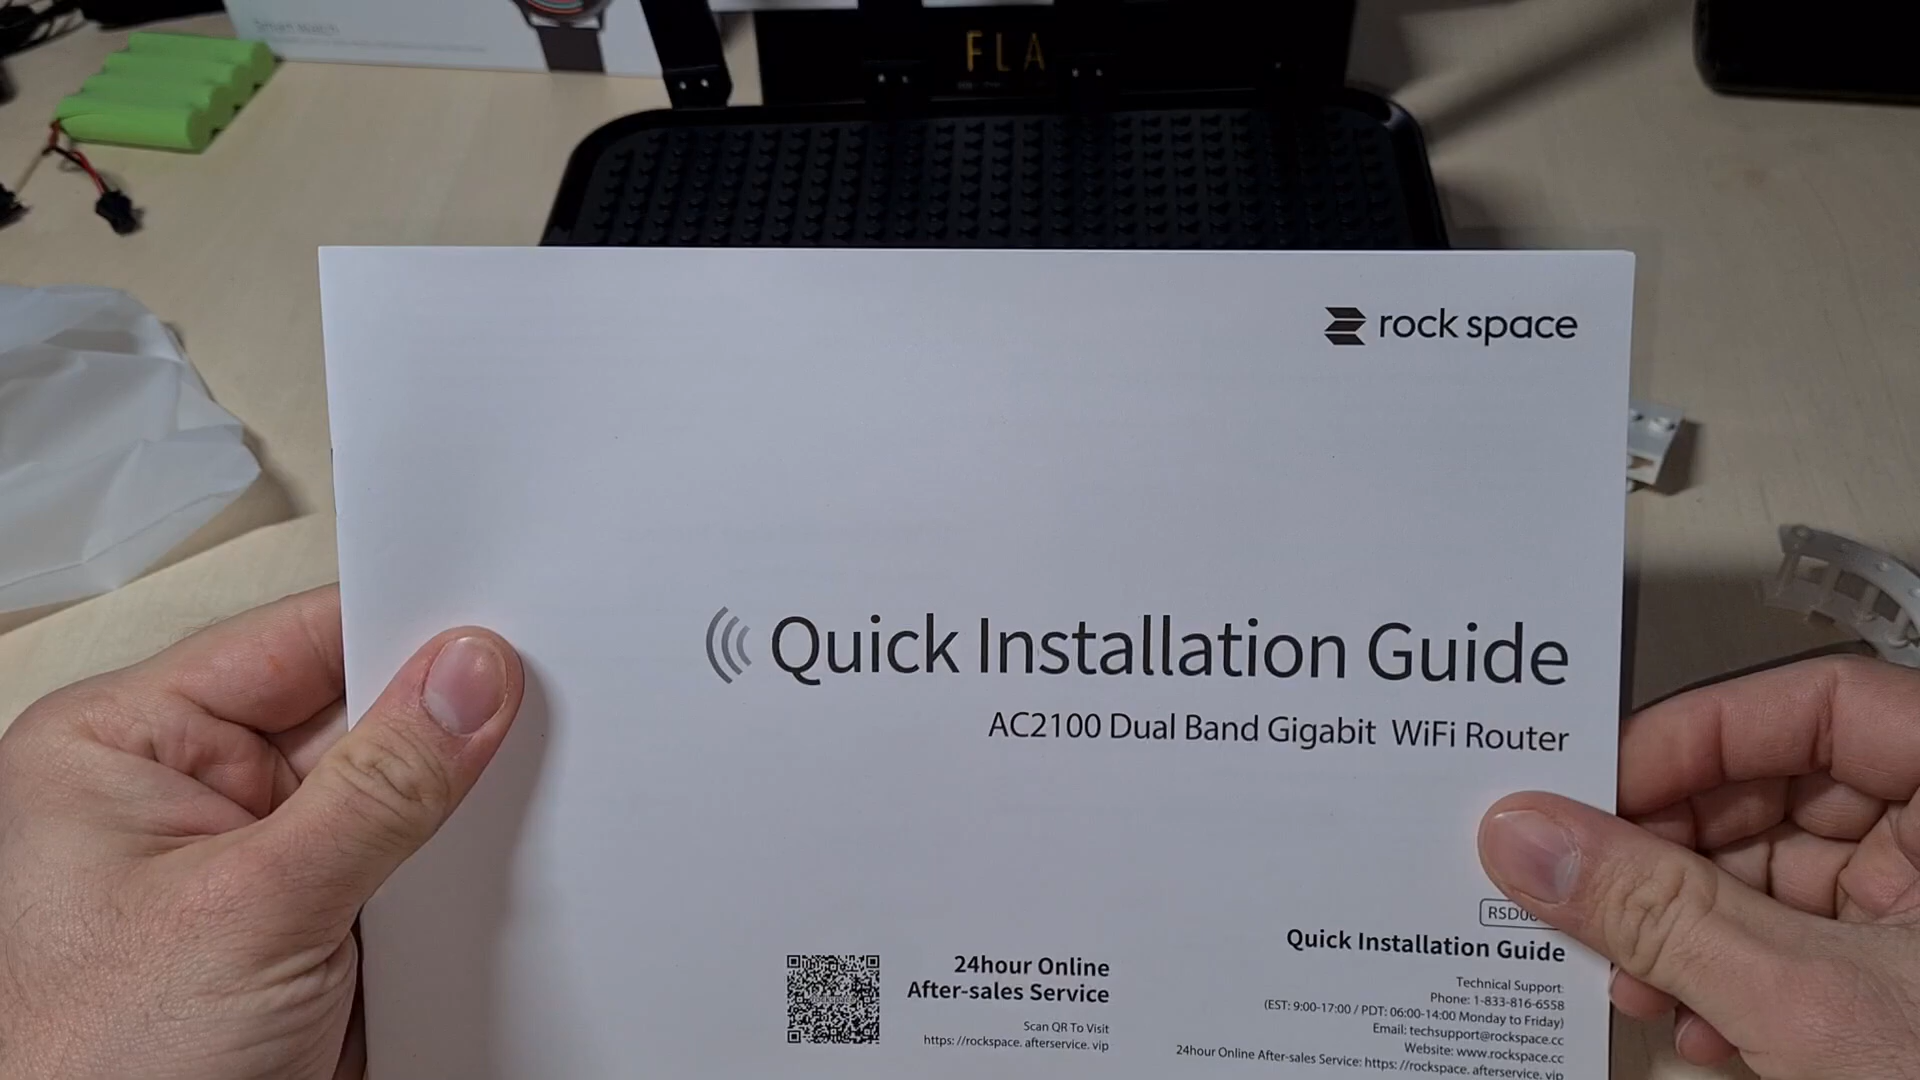 Smart Watch
FLA
rock space
Quick Installation Guide
AC2100 Dual Band Gigabit WiFi Router
RSD0
Quick Installation Guide
24hour Online
After-sales Service
Scan QR To Visit
https://rockspace. afterservice. vip
Technical Support:
Phone: 1-833-816-6558
(EST: 9:00-17:00 / PDT: 06:00-14:00 Monday to Friday)
Email: techsupport@rockspace.cc
Website: www.rockspace.cc
24hour Online After-sales Service: https: //rockspace. afterservice. vip